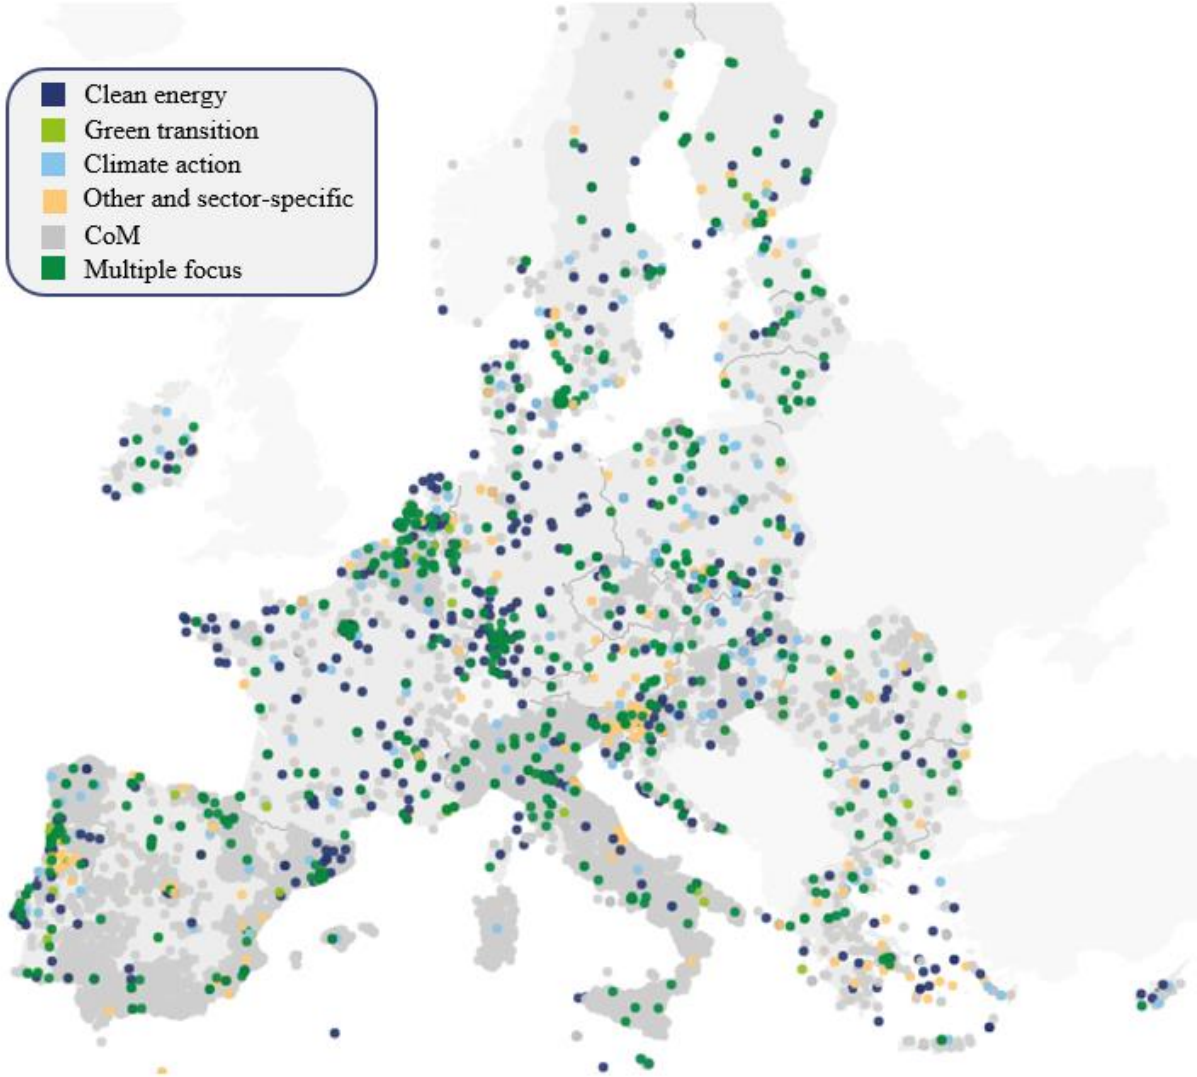 Clean energy
Green transition
Climate action
Other and sector-specific
CoM
Multiple focus